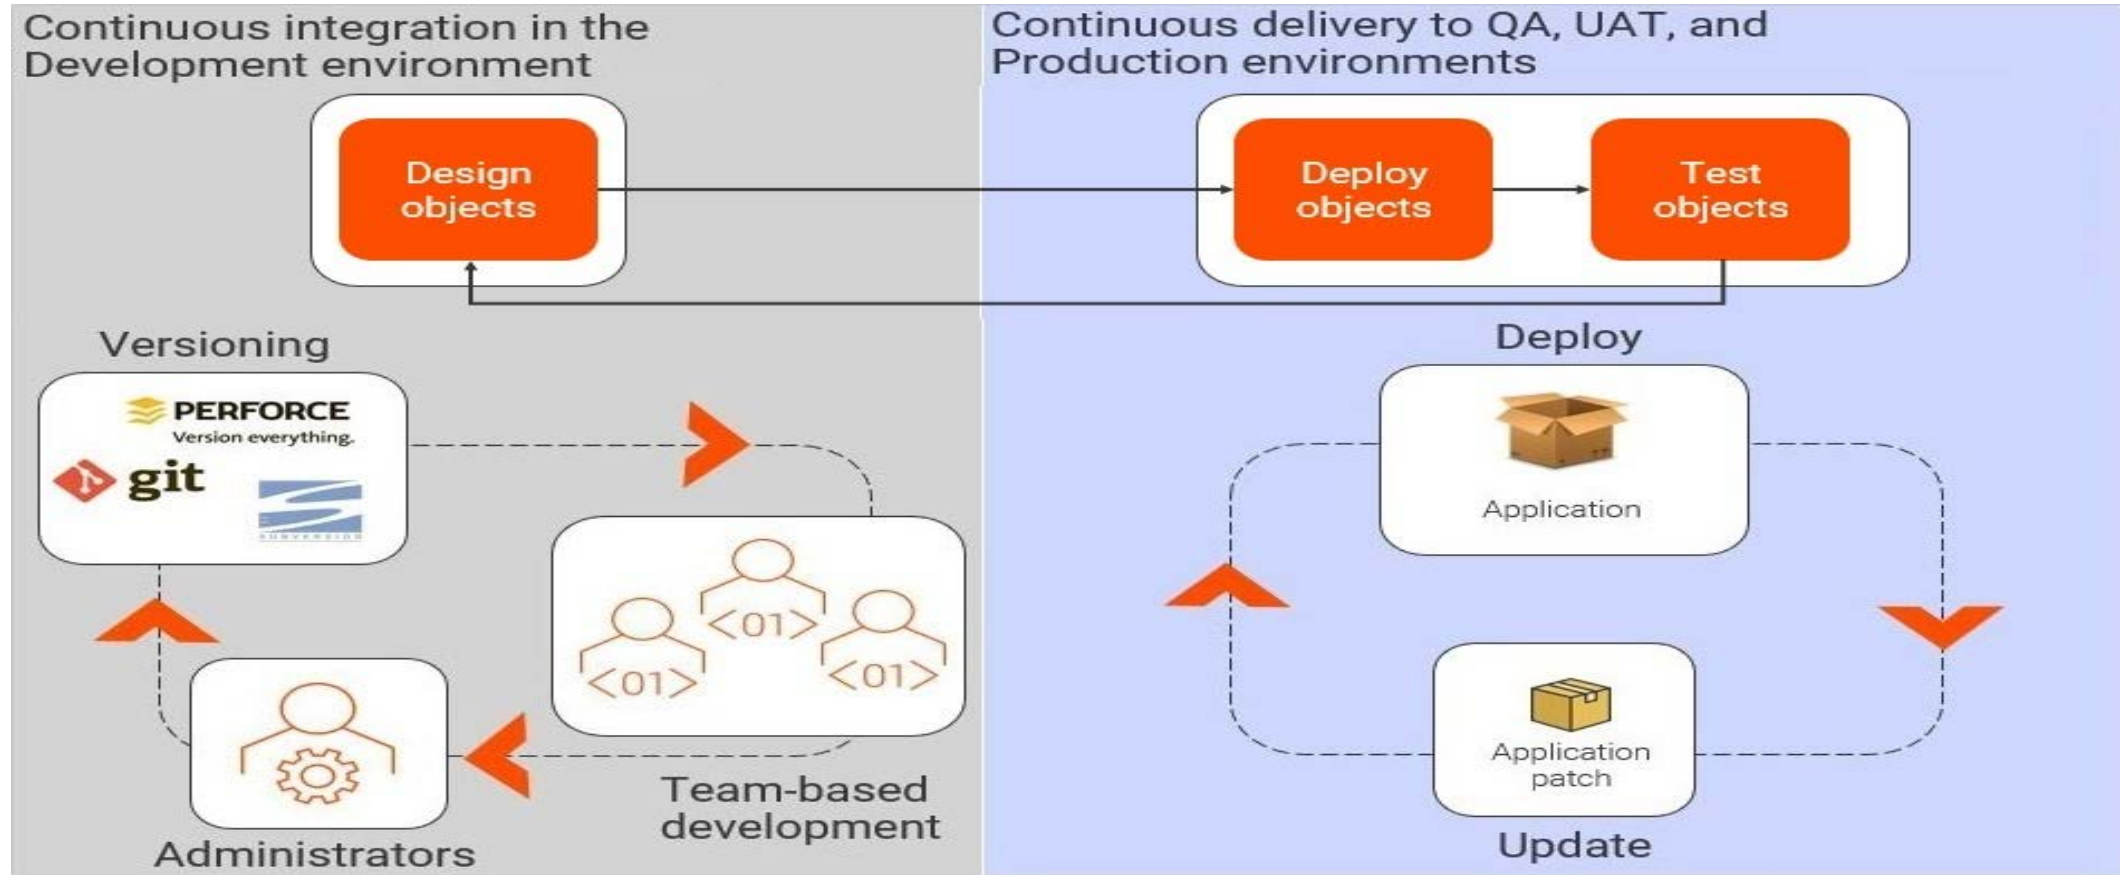 Continuous integration in the
Development environment
Continuous delivery to QA, UAT, and
Production environments
Design
objects
Deploy
objects
Test
objects
Versioning
PERFORCE
Version everything.
git
SUBVERSION
<01>
<01>
<01>
Team-based
development
Administrators
Deploy
Application
Application
patch
Update